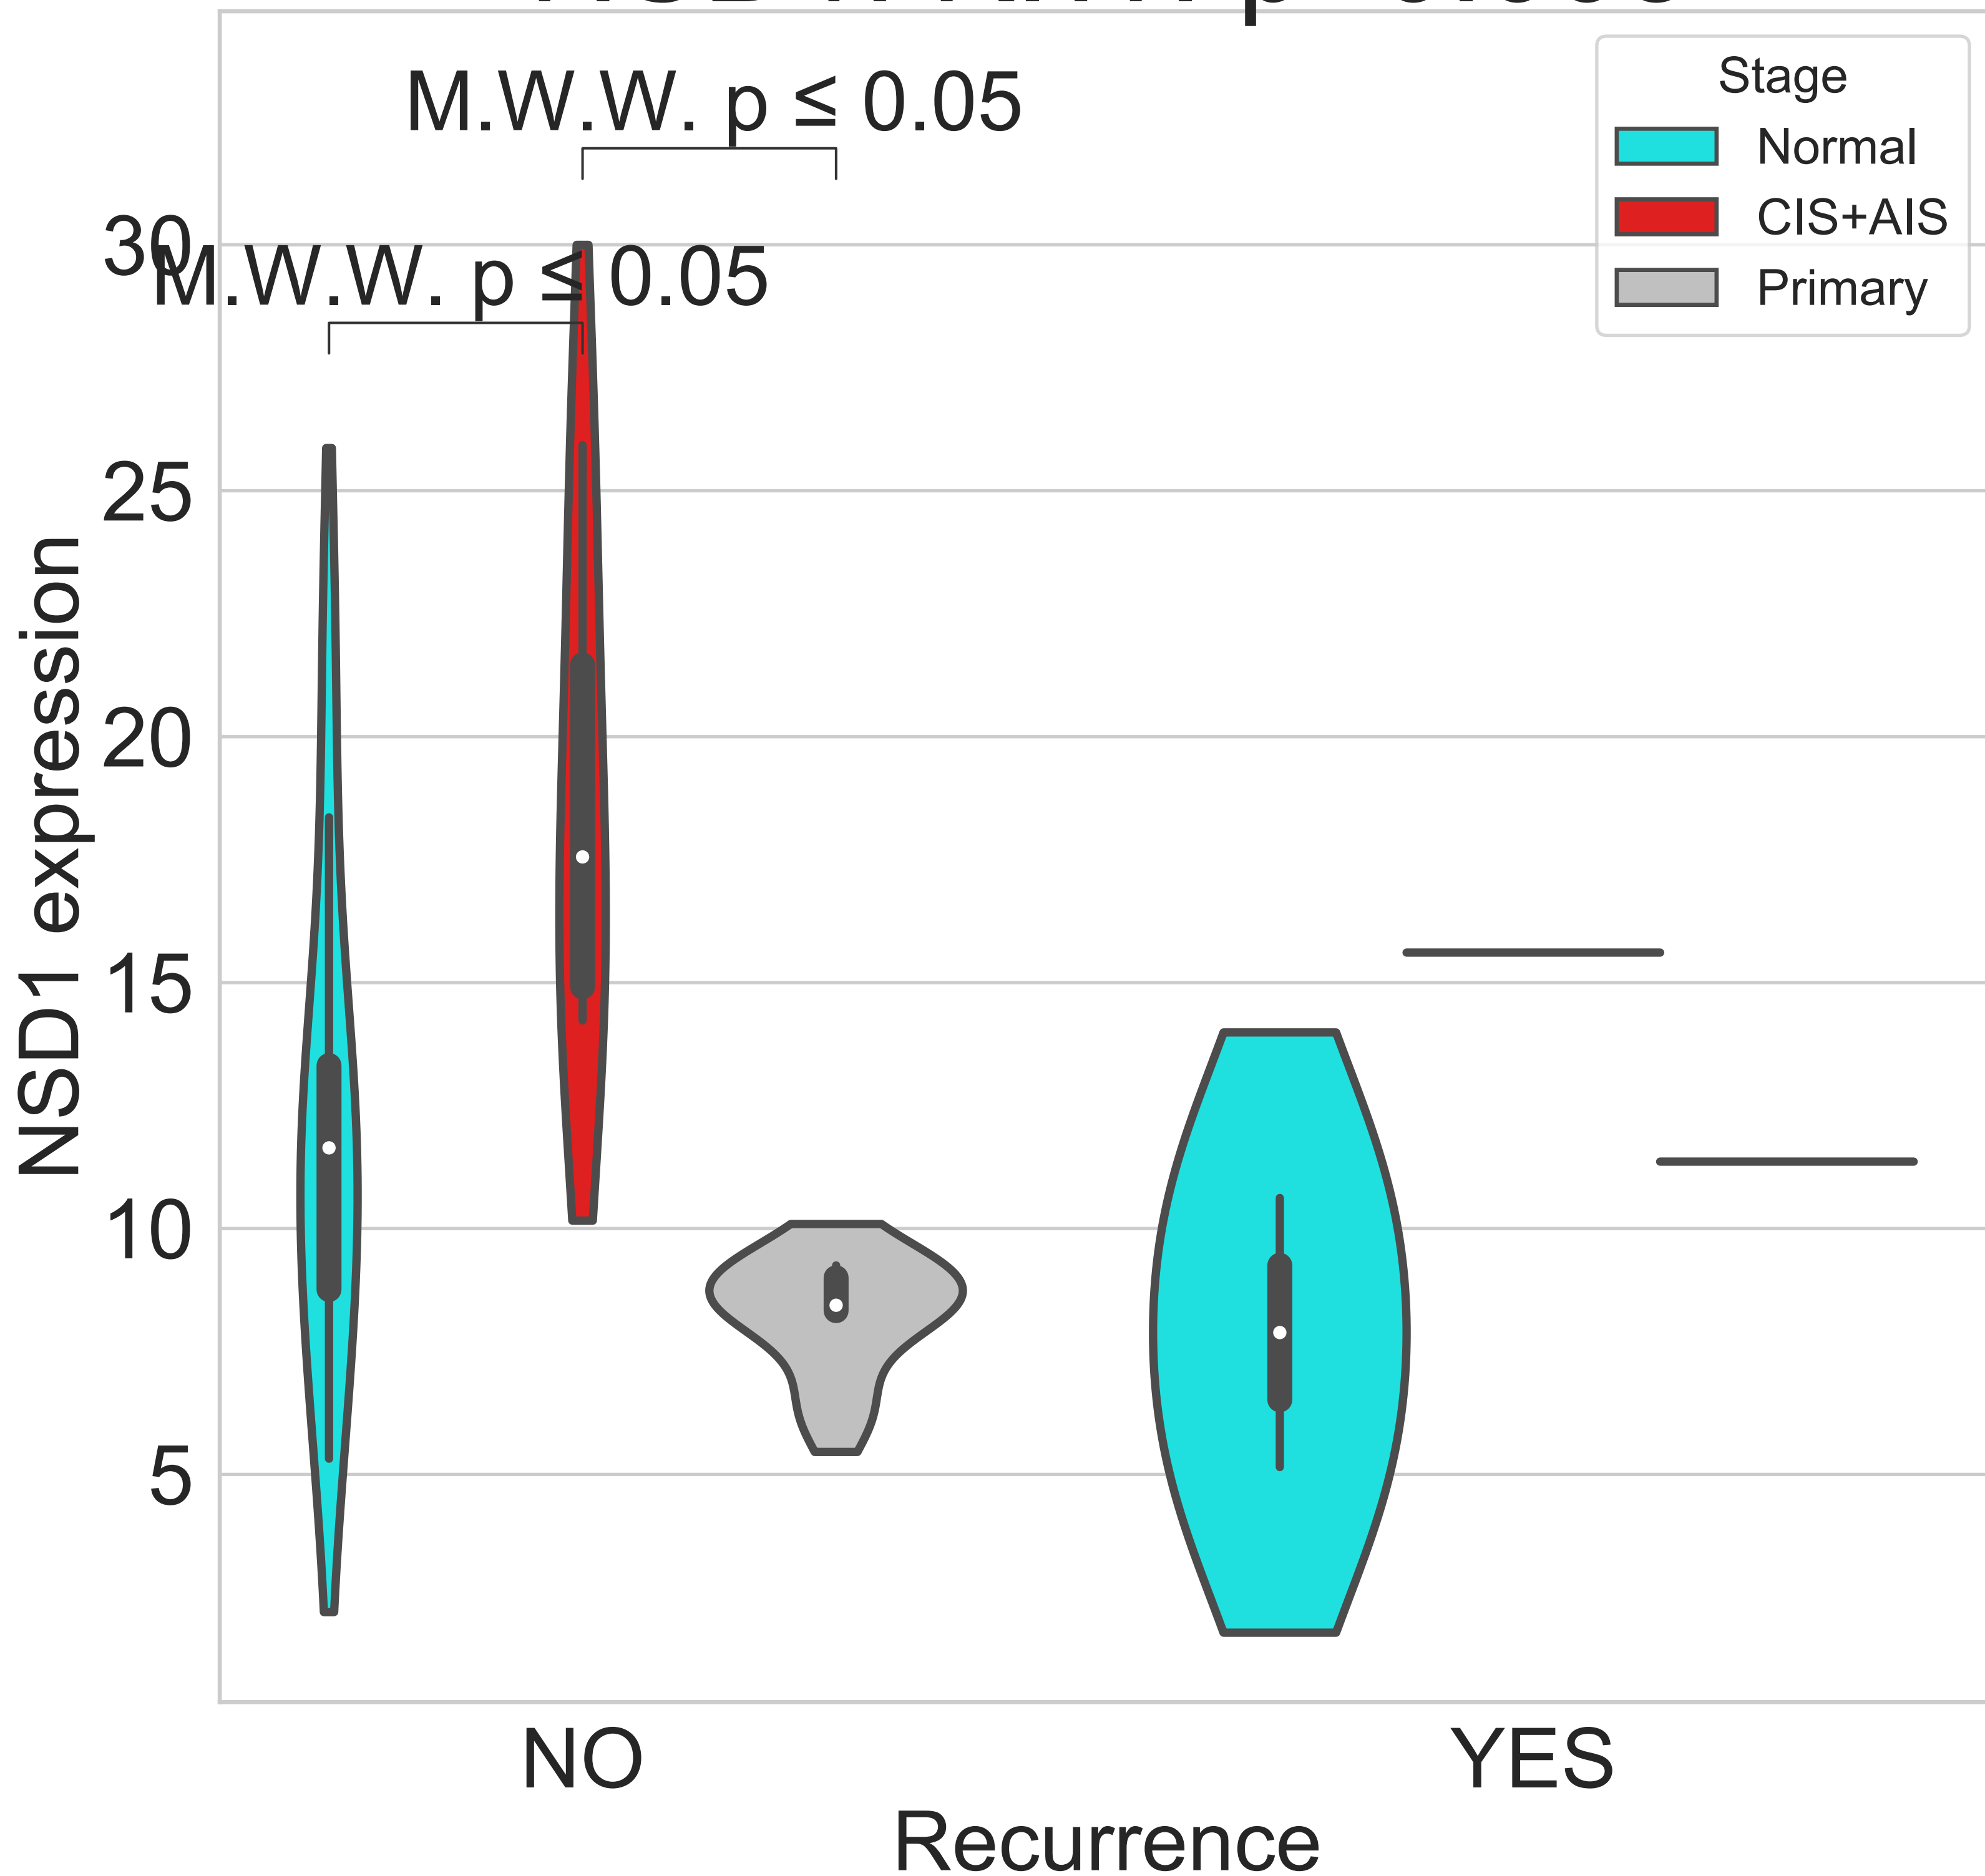 M.W.W. p ≤ 0.05
Stage
Normal
CIS+AIS
Primary
30
M.W.W. p ≤ 0.05
25
20
15
10
5
NSD1 expression
NO
YES
Recurrence